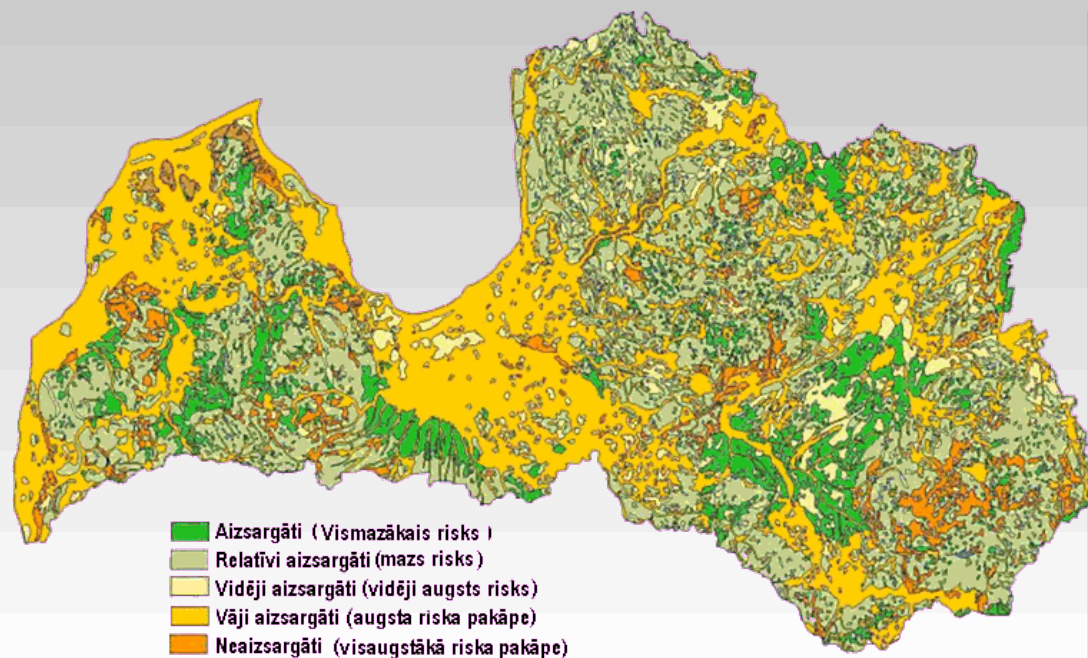 Aizsargāti (Vismazākais risks )
Relatīvi aizsargāti (mazs risks)
Vidēji aizsargāti (vidēji augsts risks)
Vāji aizsargāti (augsta riska pakāpe)
Neaizsargāti (visaugstākā riska pakāpe)